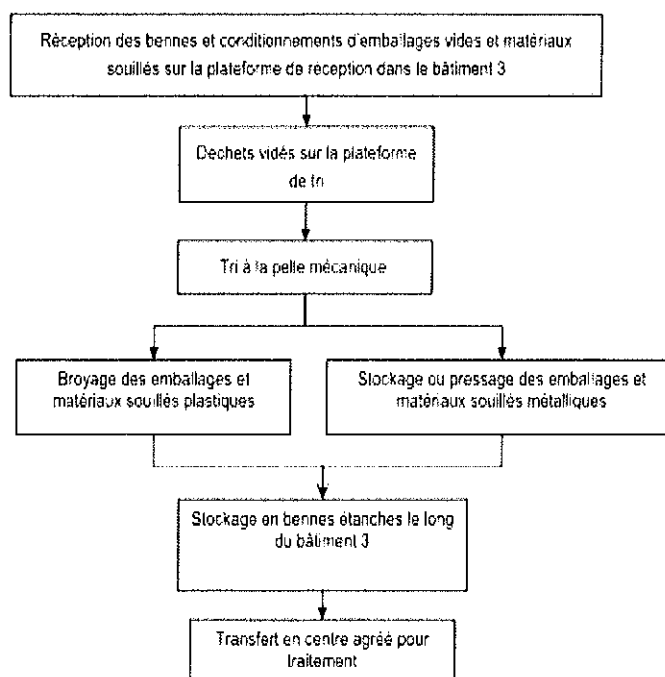 Réception des bennes et conditionnements d'emballages vides et matériaux
souillés sur la plateforme de réception dans le bâtiment 3
Dechets vidés sur la plateforme
de tri
Tri à la pelle mécanique
Broyage des emballages et
matériaux souillés plastiques
Stockage ou pressage des emballages et
matériaux souillés métalliques
Stockage en bennes étanches le long
du bâtiment 3
Transfert en centre agréé pour
traitement